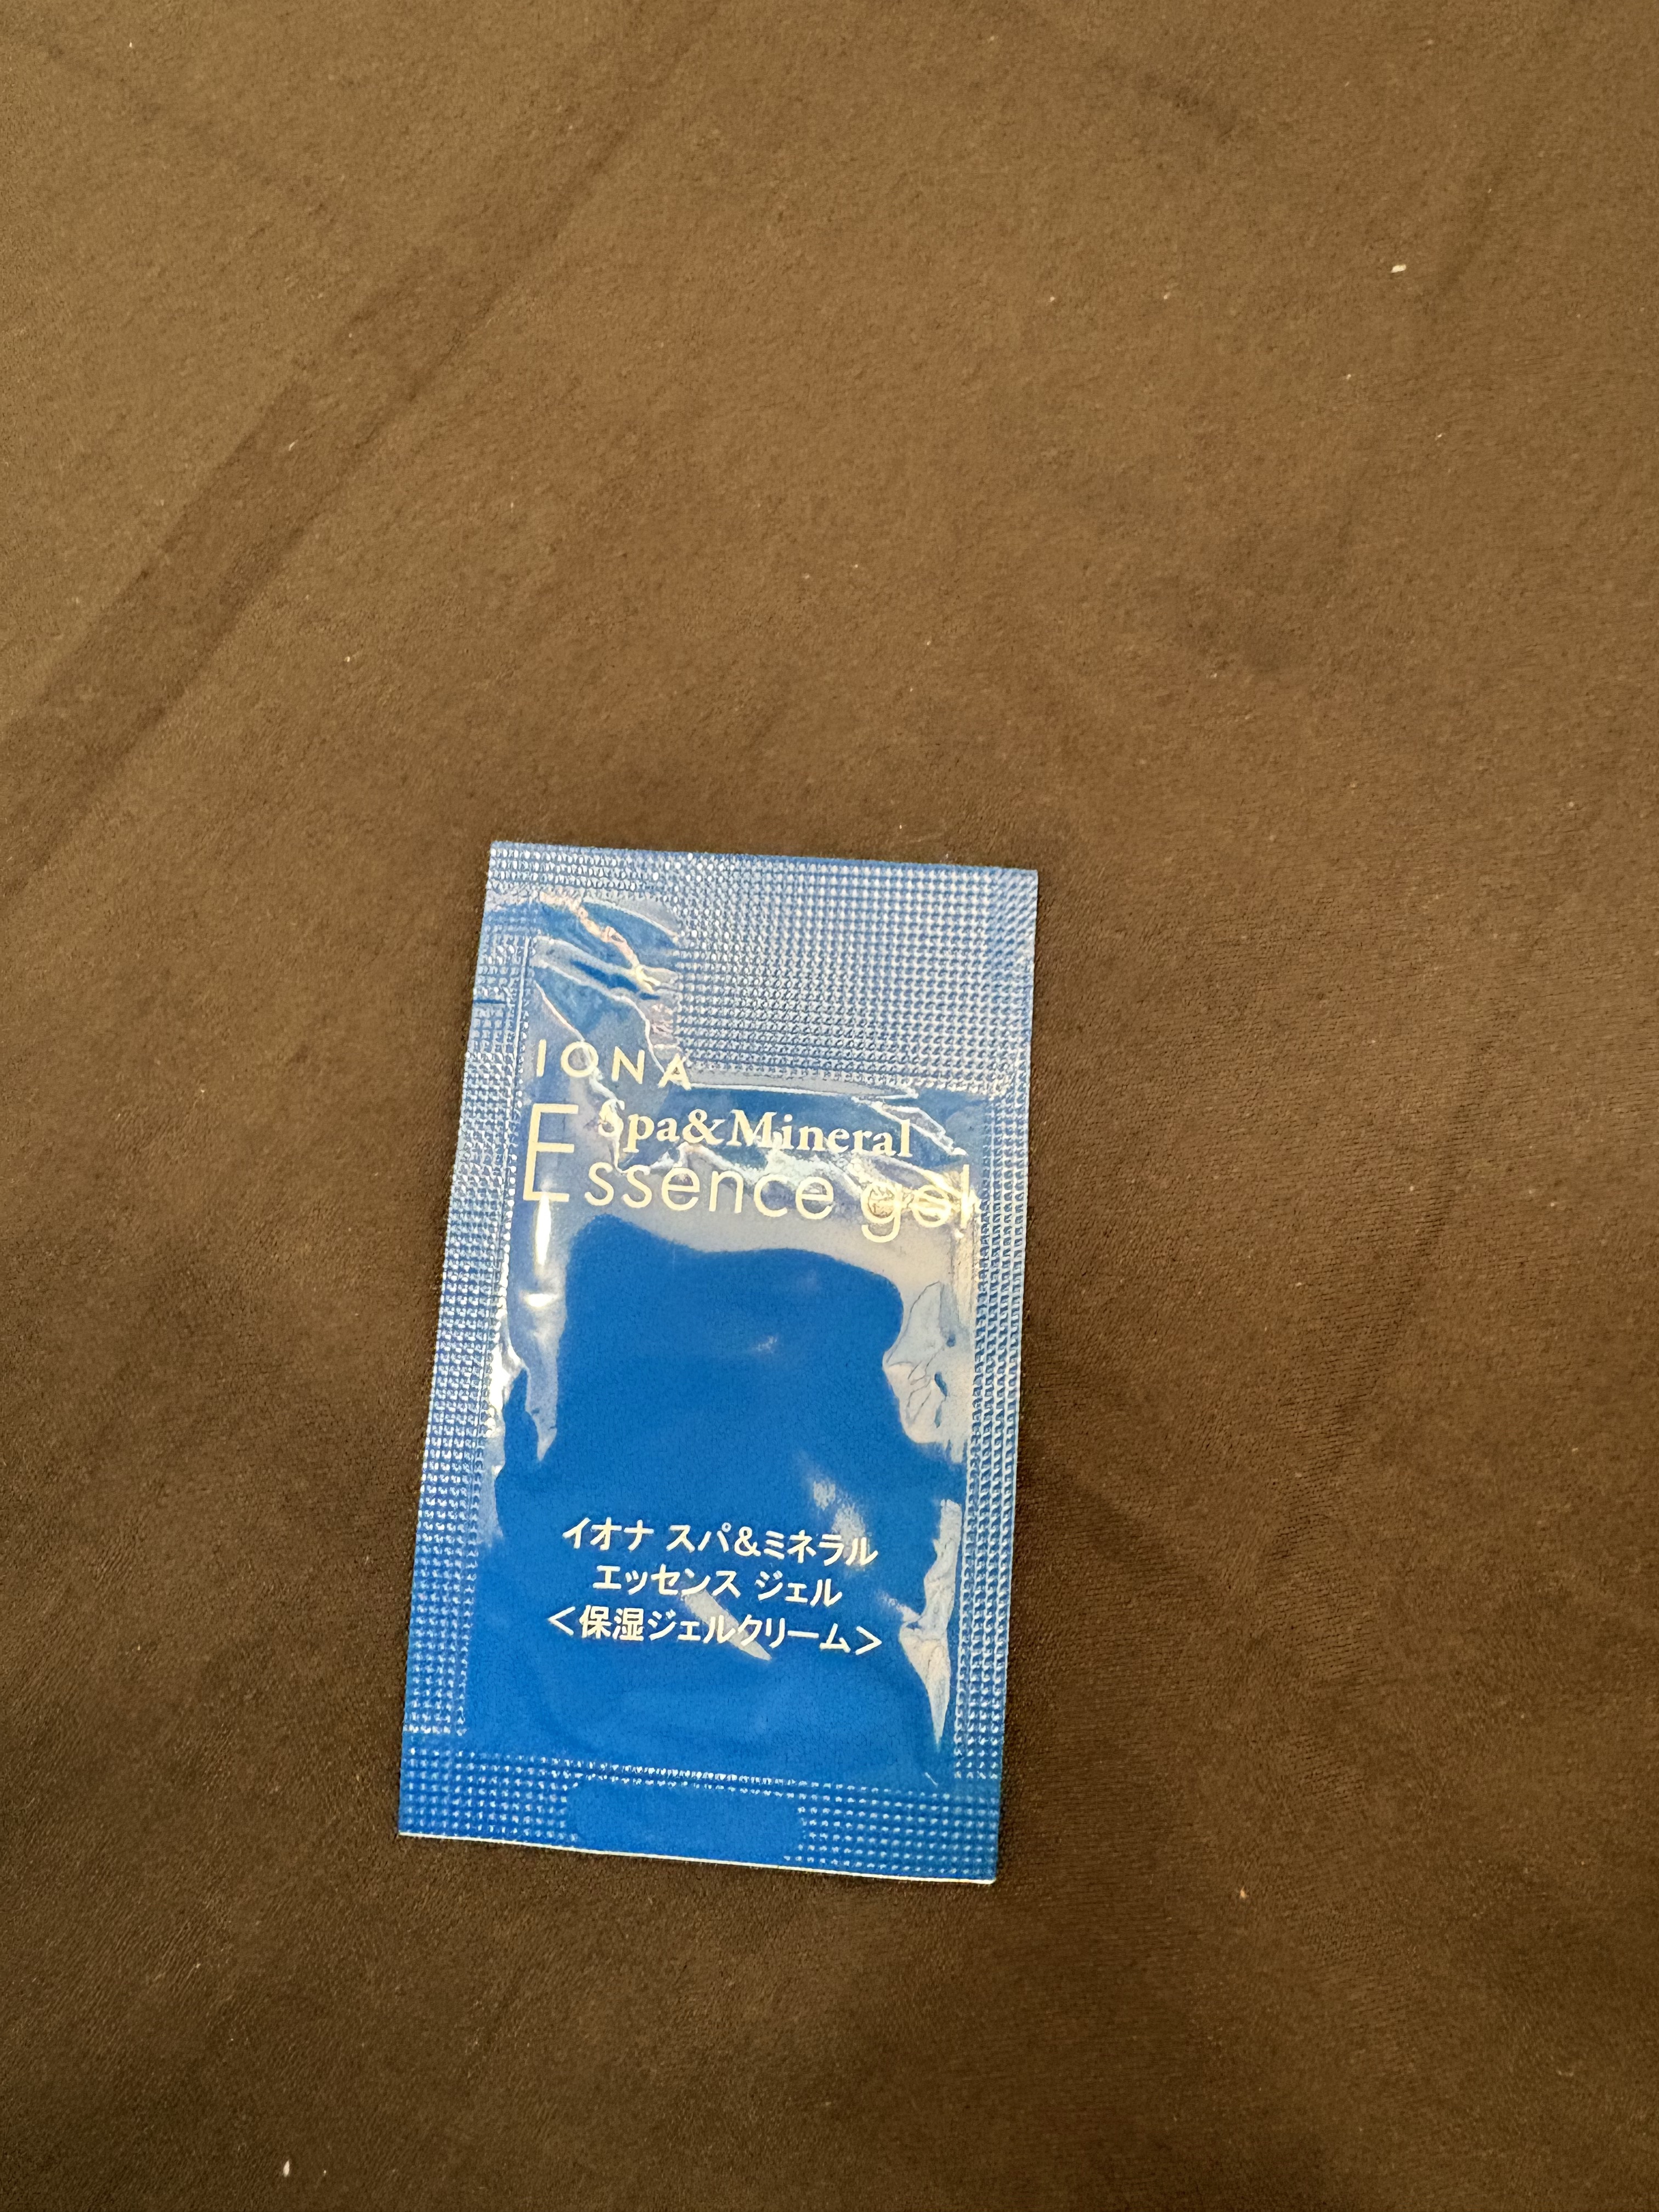 IONA
Spa&Mineral
Essence gel
イオナ スパ&ミネラル
エッセンス ジェル
＜保湿ジェルクリーム＞